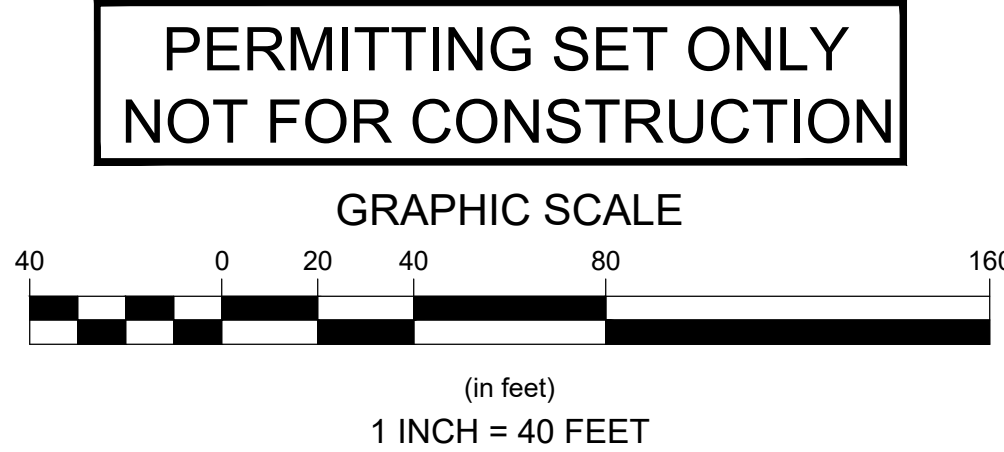 PERMITTING SET ONLY
NOT FOR CONSTRUCTION
GRAPHIC SCALE
40 0 20 40 80 160
(in feet)
1 INCH = 40 FEET